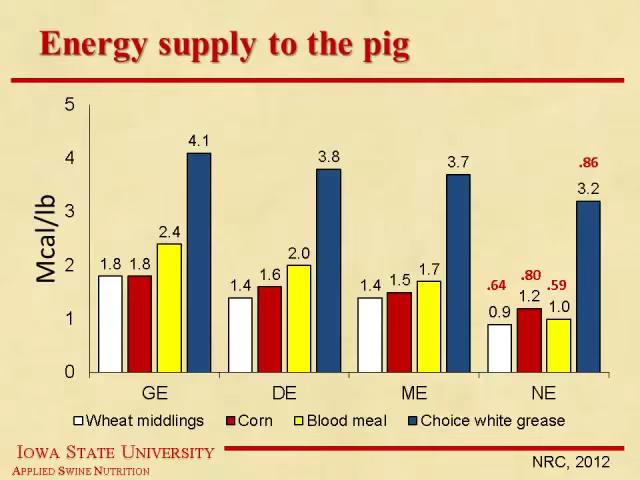 Energy supply to the pig
Mcal/lb
5
4
3
2
1
0
1.8 1.8 2.4 4.1
1.4 1.6 2.0 3.8
1.4 1.5 1.7 3.7
.64 .80 .59 .86
0.9 1.2 1.0 3.2
GE DE ME NE
Wheat middlings Corn Blood meal Choice white grease
IOWA STATE UNIVERSITY
APPLIED SWINE NUTRITION
NRC, 2012